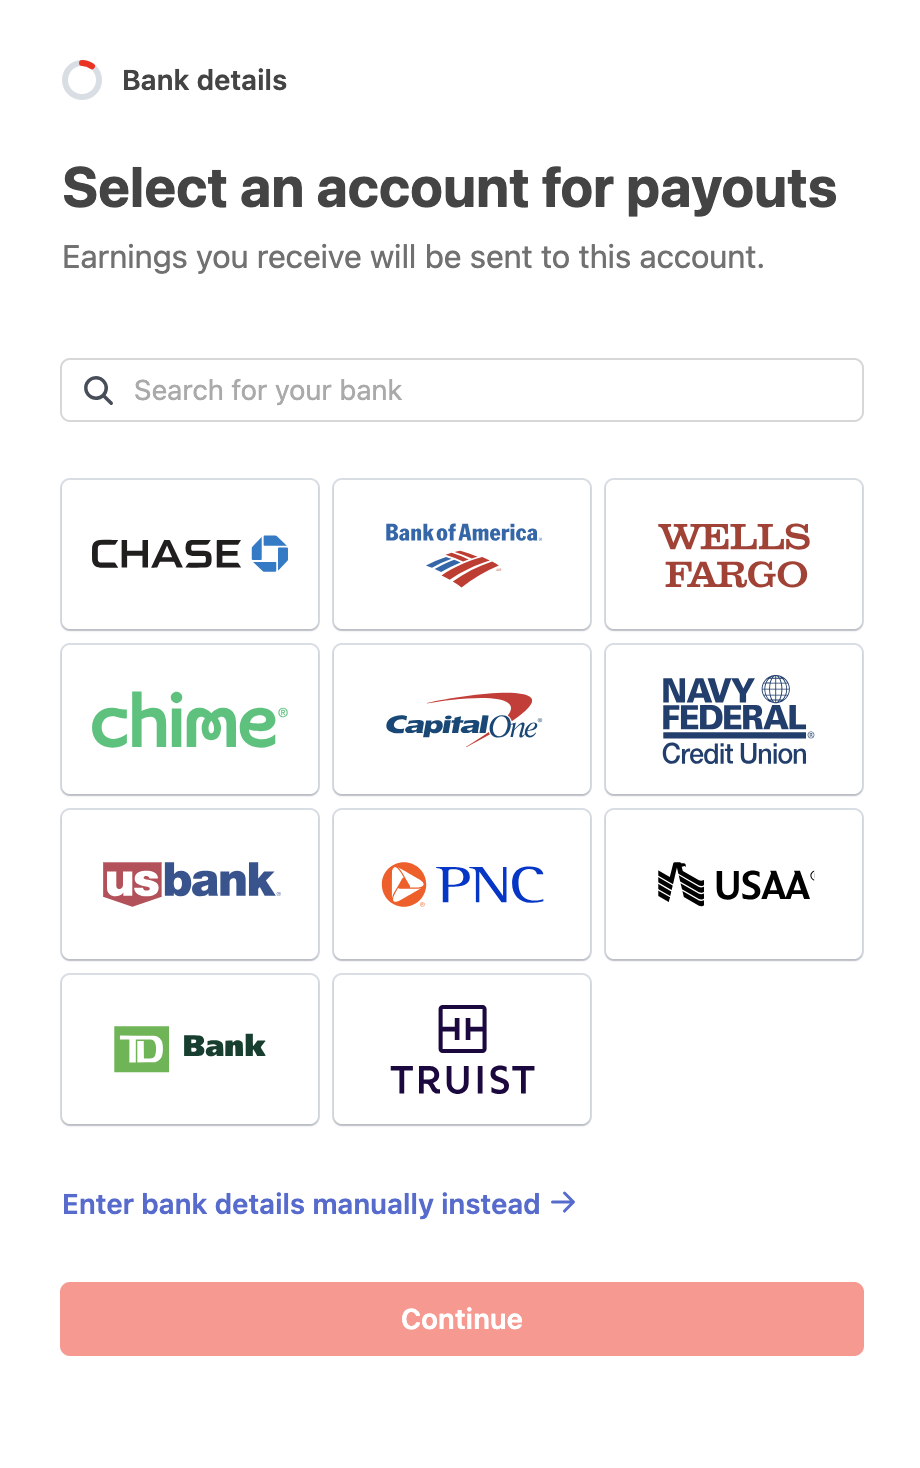 Bank details
Select an account for payouts
Earnings you receive will be sent to this account.
Search for your bank
CHASE
Bank of America
WELLS
FARGO
chime®
Capital One®
NAVY
FEDERAL®
Credit Union
usbank
PNC®
USAA
TD Bank
TRUIST
Enter bank details manually instead →
Continue